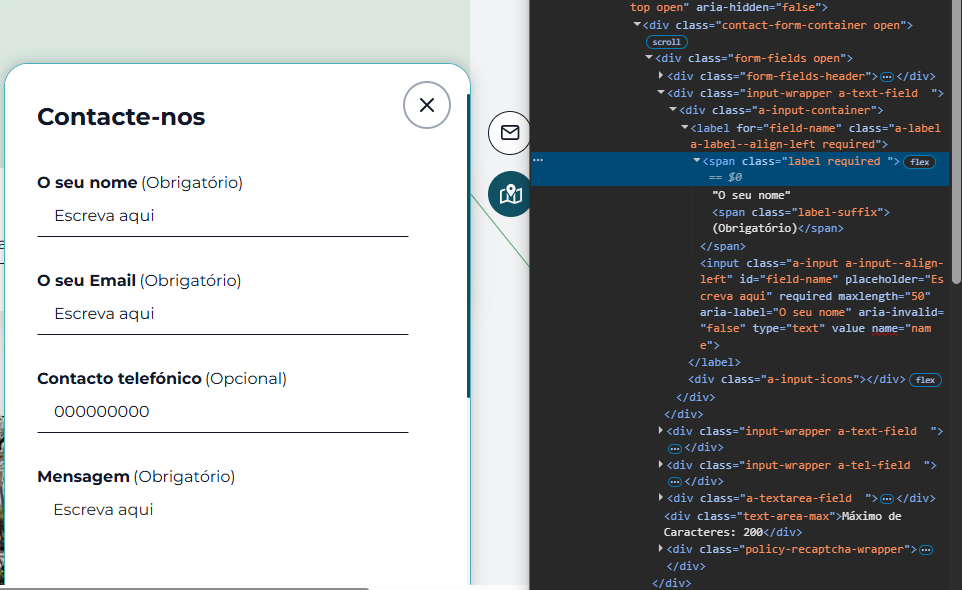 Contacte-nos
O seu nome (Obrigatório)
Escreva aqui
O seu Email (Obrigatório)
Escreva aqui
Contacto telefónico (Opcional)
000000000
Mensagem (Obrigatório)
Escreva aqui
top open" aria-hidden="false">
<div class="contact-form-container open">
scroll
<div class="form-fields open">
<div class="form-fields-header">…</div>
<div class="input-wrapper a-text-field  ">
<div class="a-input-container">
<label for="field-name" class="a-label
a-label--align-left required">
… <span class="label required ">flex
== $0
"O seu nome"
<span class="label-suffix">
(Obrigatório)</span>
</span>
<input class="a-input a-input--align-
left" id="field-name" placeholder="Es
creva aqui" required maxlength="50"
aria-label="O seu nome" aria-invalid=
"false" type="text" value name="nam
e">
</label>
<div class="a-input-icons"></div>flex
</div>
</div>
<div class="input-wrapper a-text-field  ">
…</div>
<div class="input-wrapper a-tel-field  ">
…</div>
<div class="a-textarea-field  ">…</div>
<div class="text-area-max">Máximo de
Caracteres: 200</div>
<div class="policy-recaptcha-wrapper">…
</div>
</div>